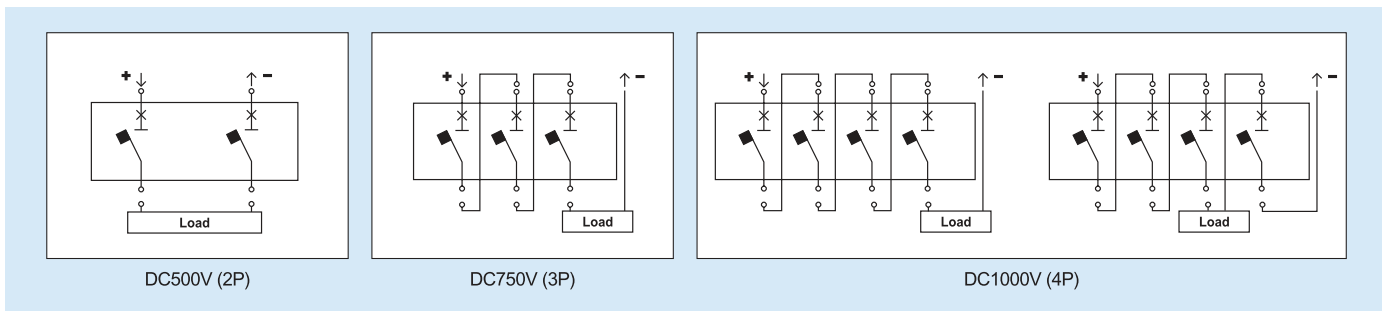 + −
Load
DC500V (2P)
+ −
Load
DC750V (3P)
+ −
Load
+ −
Load
DC1000V (4P)